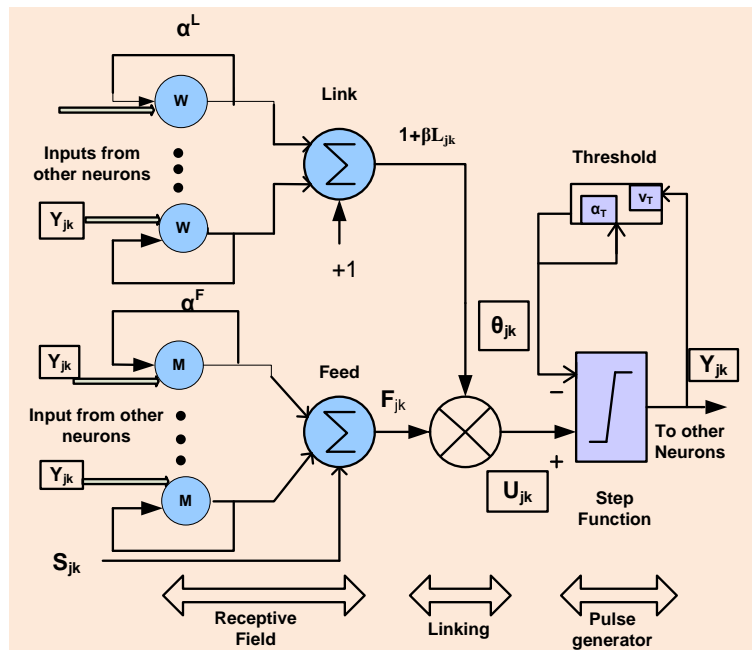 α^L
W
Link
Inputs from
other neurons
1+βL_jk
Threshold
Y_jk
W
Σ
α_T
v_T
+1
α^F
θ_jk
Y_jk
M
Feed
Y_jk
Input from other
neurons
F_jk
Σ
−
To other
Neurons
Y_jk
M
+
U_jk
Step
Function
S_jk
Receptive
Field
Linking
Pulse
generator